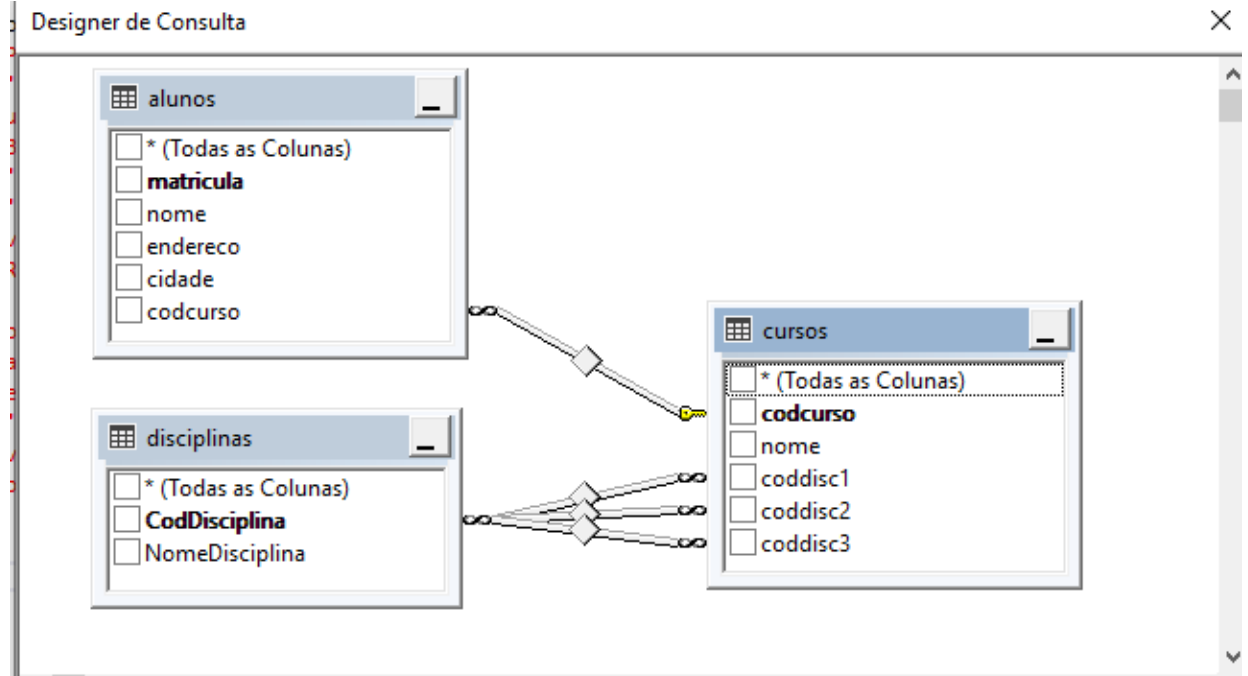 Designer de Consulta
alunos
* (Todas as Colunas)
matricula
nome
endereco
cidade
codcurso
disciplinas
* (Todas as Colunas)
CodDisciplina
NomeDisciplina
cursos
* (Todas as Colunas)
codcurso
nome
coddisc1
coddisc2
coddisc3